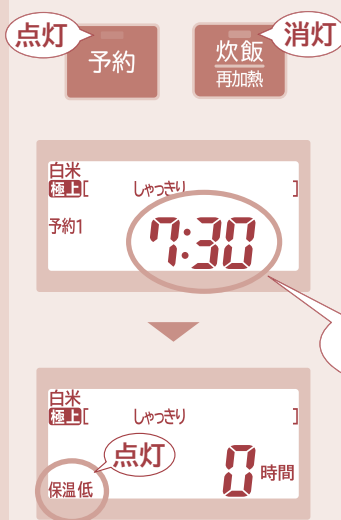 点灯
予約
炊飯
再加熱
消灯
白米
極上[ しゃっきり ]
予約1
7:30
白米
極上[ しゃっきり ]
点灯
保温低
0時間